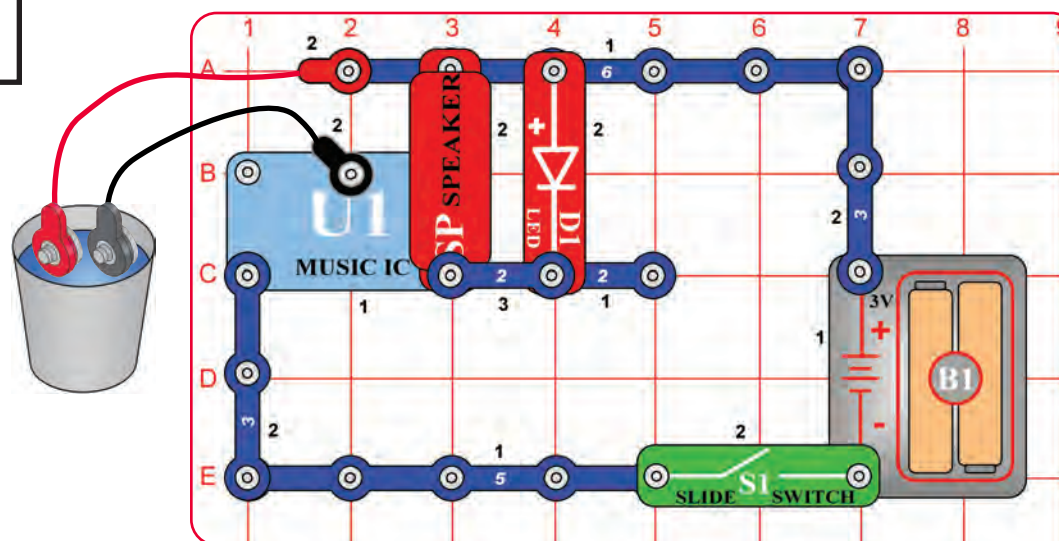 1 2 3 4 5 6 7 8 9
2 1
A 6
2 2 2
+
B
U1 SPEAKER
SP LED D1
2 3
C MUSIC IC 2 2
1 3 1
3V
1 +
D B1
3 2 -
1 2
E 5 S1
SLIDE SWITCH